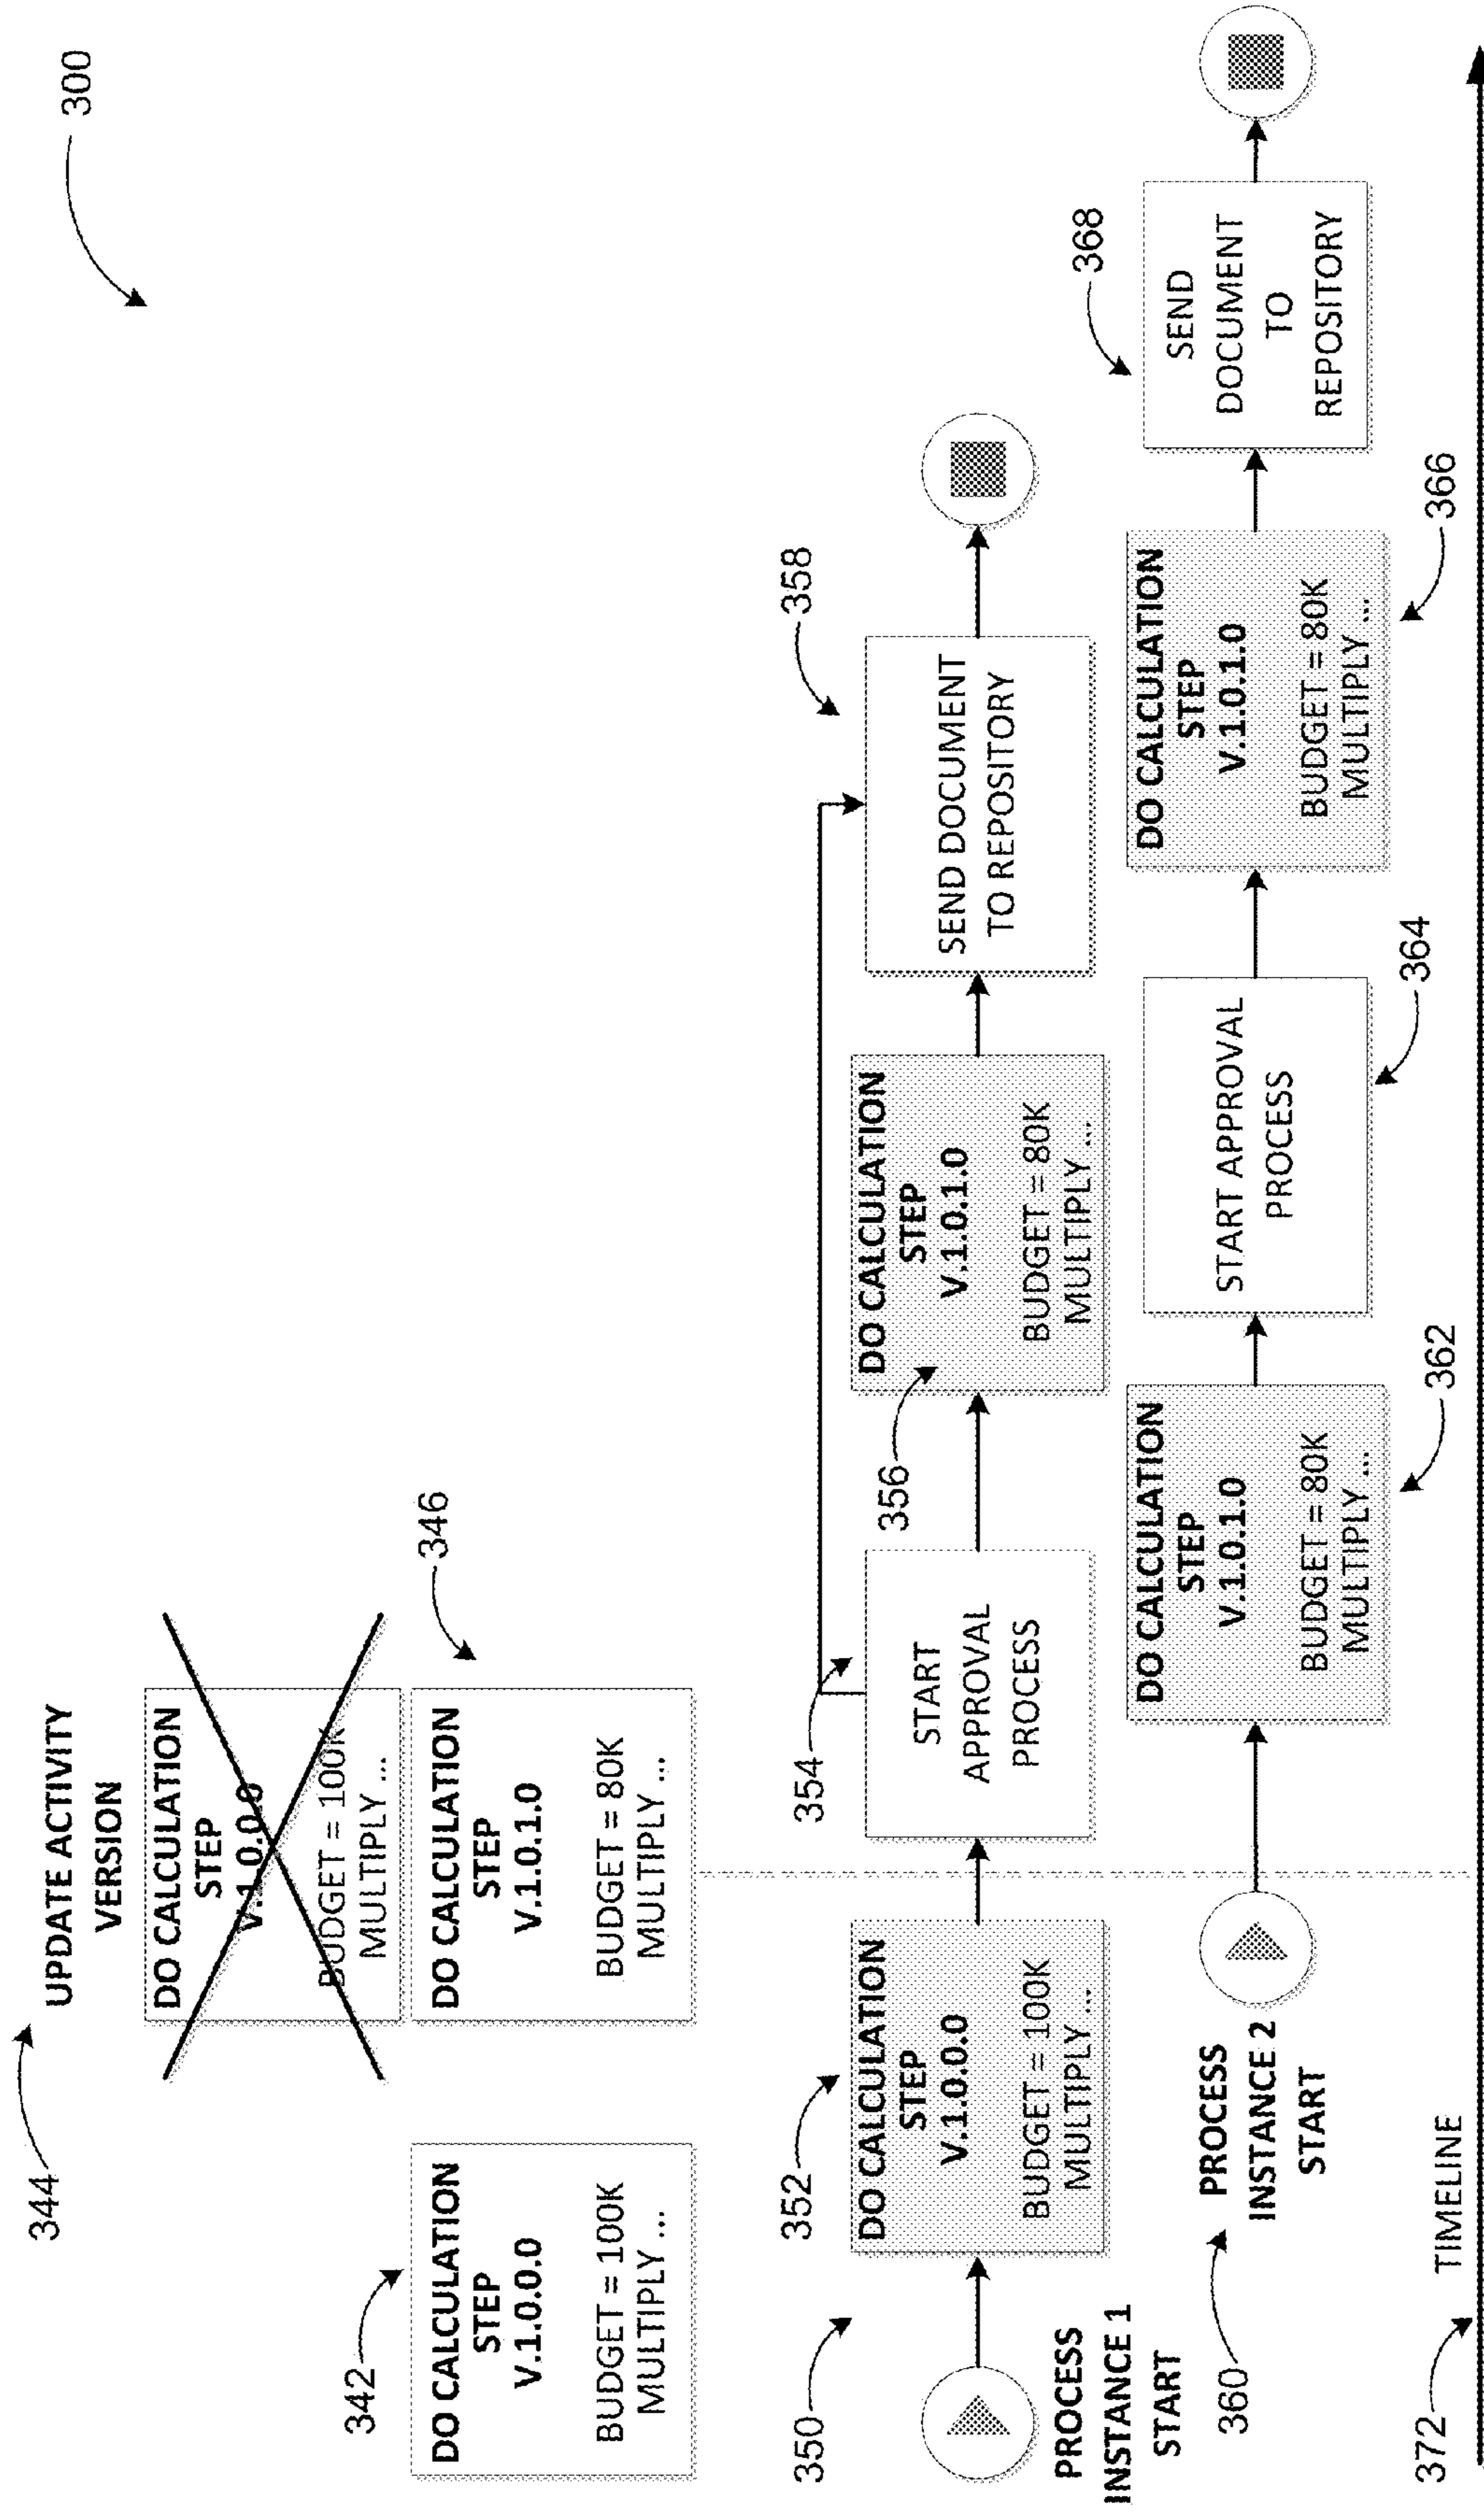 300
344
UPDATE ACTIVITY
VERSION
DO CALCULATION
STEP
V.1.0.0.0
BUDGET = 100K
MULTIPLY ...
346
342
DO CALCULATION
STEP
V.1.0.0.0
BUDGET = 100K
MULTIPLY ...
DO CALCULATION
STEP
V.1.0.1.0
BUDGET = 80K
MULTIPLY ...
350
PROCESS
INSTANCE 1
START
352
DO CALCULATION
STEP
V.1.0.0.0
BUDGET = 100K
MULTIPLY ...
354
START
APPROVAL
PROCESS
356
DO CALCULATION
STEP
V.1.0.1.0
BUDGET = 80K
MULTIPLY ...
358
SEND DOCUMENT
TO REPOSITORY
360
PROCESS
INSTANCE 2
START
362
DO CALCULATION
STEP
V.1.0.1.0
BUDGET = 80K
MULTIPLY ...
364
START APPROVAL
PROCESS
366
DO CALCULATION
STEP
V.1.0.1.0
BUDGET = 80K
MULTIPLY ...
368
SEND
DOCUMENT
TO
REPOSITORY
372
TIMELINE